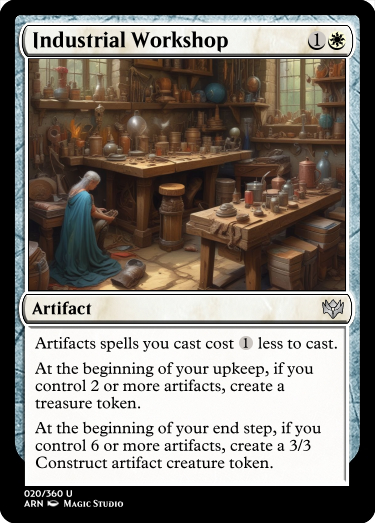 Industrial Workshop 1
Artifact
Artifacts spells you cast cost 1 less to cast.
At the beginning of your upkeep, if you
control 2 or more artifacts, create a
treasure token.
At the beginning of your end step, if you
control 6 or more artifacts, create a 3/3
Construct artifact creature token.
020/360 U
ARN Magic Studio